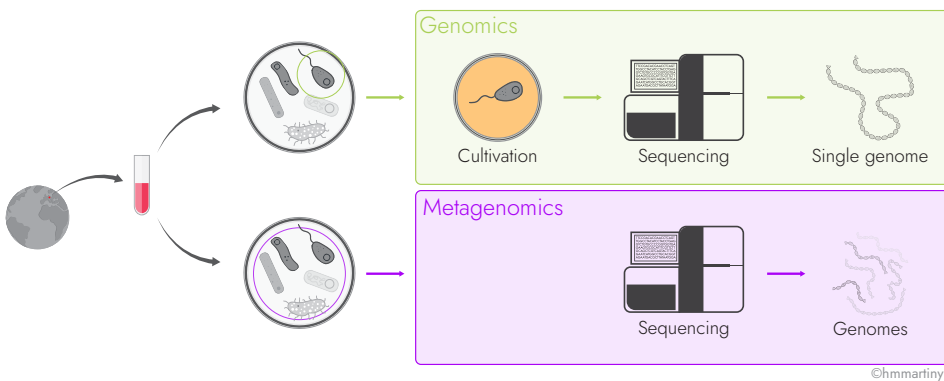 Genomics
Cultivation
Sequencing
Single genome
Metagenomics
Sequencing
Genomes
©hmmartiny